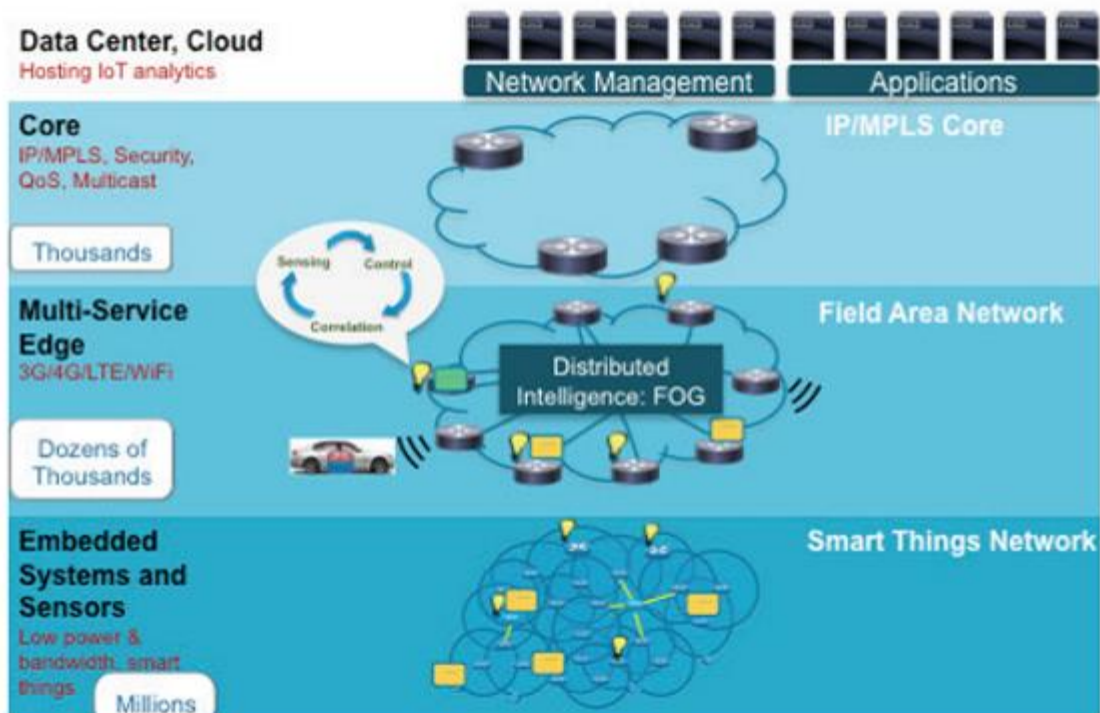 Data Center, Cloud
Hosting IoT analytics
Network Management
Applications
Core
IP/MPLS, Security,
QoS, Multicast
IP/MPLS Core
Thousands
Sensing
Control
Correlation
Multi-Service
Edge
3G/4G/LTE/WiFi
Field Area Network
Distributed
Intelligence: FOG
Dozens of
Thousands
Embedded
Systems and
Sensors
Low power &
bandwidth, smart
things
Smart Things Network
Millions